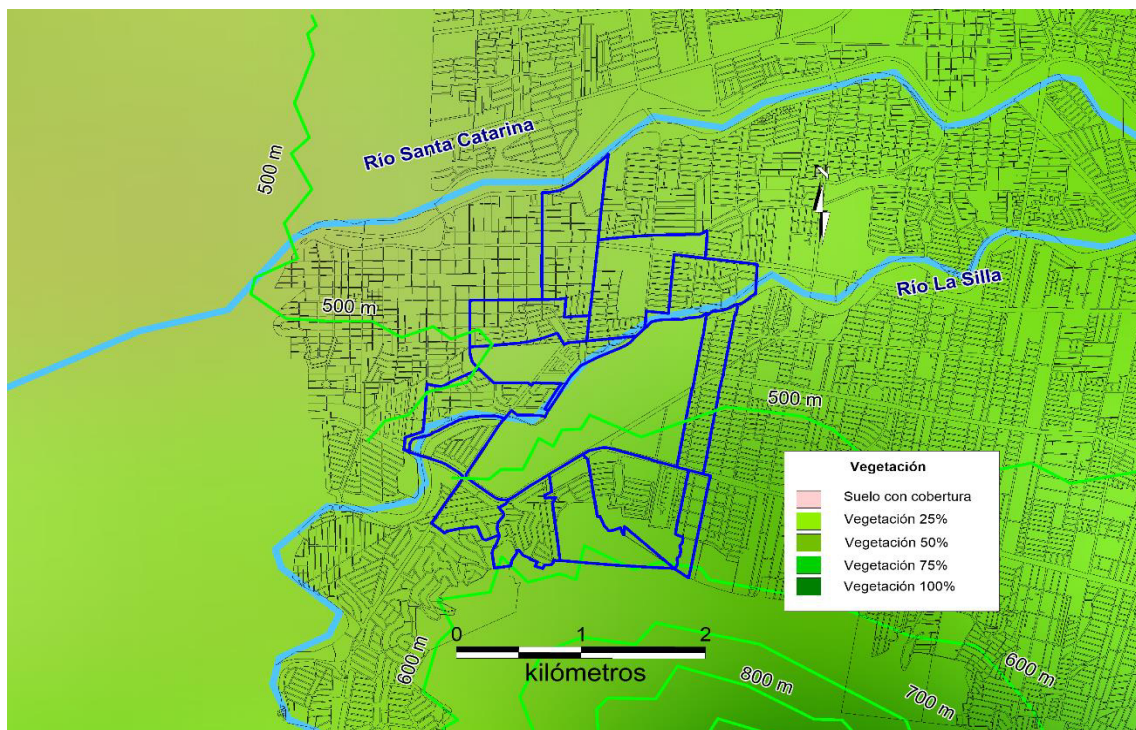 Río Santa Catarina
500 m
N
Río La Silla
500 m
500 m
Vegetación
Suelo con cobertura
Vegetación 25%
Vegetación 50%
Vegetación 75%
Vegetación 100%
0 1 2
kilómetros
600 m
800 m
700 m
600 m